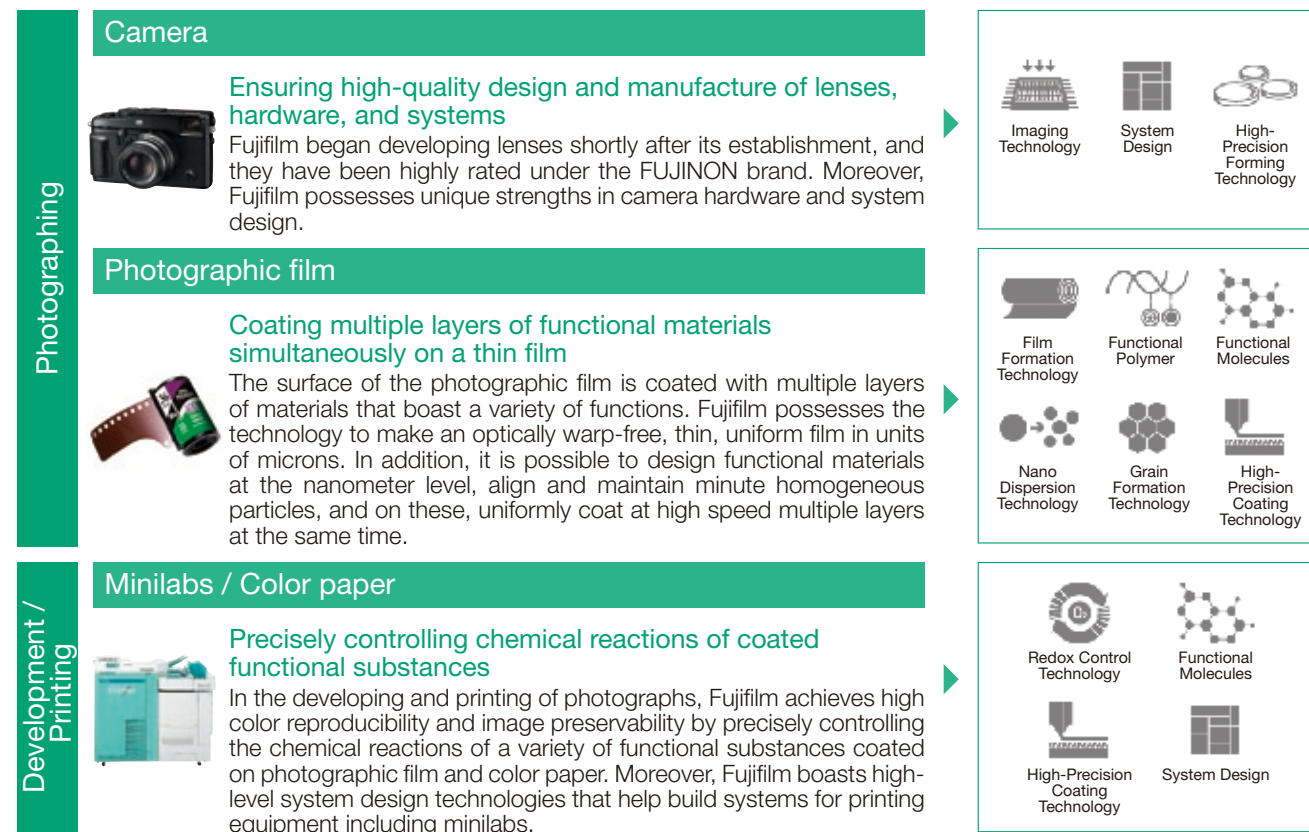 Photographing
Camera
Ensuring high-quality design and manufacture of lenses,
hardware, and systems
Fujifilm began developing lenses shortly after its establishment, and
they have been highly rated under the FUJINON brand. Moreover,
Fujifilm possesses unique strengths in camera hardware and system
design.
Imaging
Technology
System
Design
High-
Precision
Forming
Technology
Photographic film
Coating multiple layers of functional materials
simultaneously on a thin film
The surface of the photographic film is coated with multiple layers
of materials that boast a variety of functions. Fujifilm possesses the
technology to make an optically warp-free, thin, uniform film in units
of microns. In addition, it is possible to design functional materials
at the nanometer level, align and maintain minute homogeneous
particles, and on these, uniformly coat at high speed multiple layers
at the same time.
Film
Formation
Technology
Functional
Polymer
Functional
Molecules
Nano
Dispersion
Technology
Grain
Formation
Technology
High-
Precision
Coating
Technology
Development /
Printing
Minilabs / Color paper
Precisely controlling chemical reactions of coated
functional substances
In the developing and printing of photographs, Fujifilm achieves high
color reproducibility and image preservability by precisely controlling
the chemical reactions of a variety of functional substances coated
on photographic film and color paper. Moreover, Fujifilm boasts high-
level system design technologies that help build systems for printing
equipment including minilabs.
Redox Control
Technology
Functional
Molecules
High-Precision
Coating
Technology
System Design